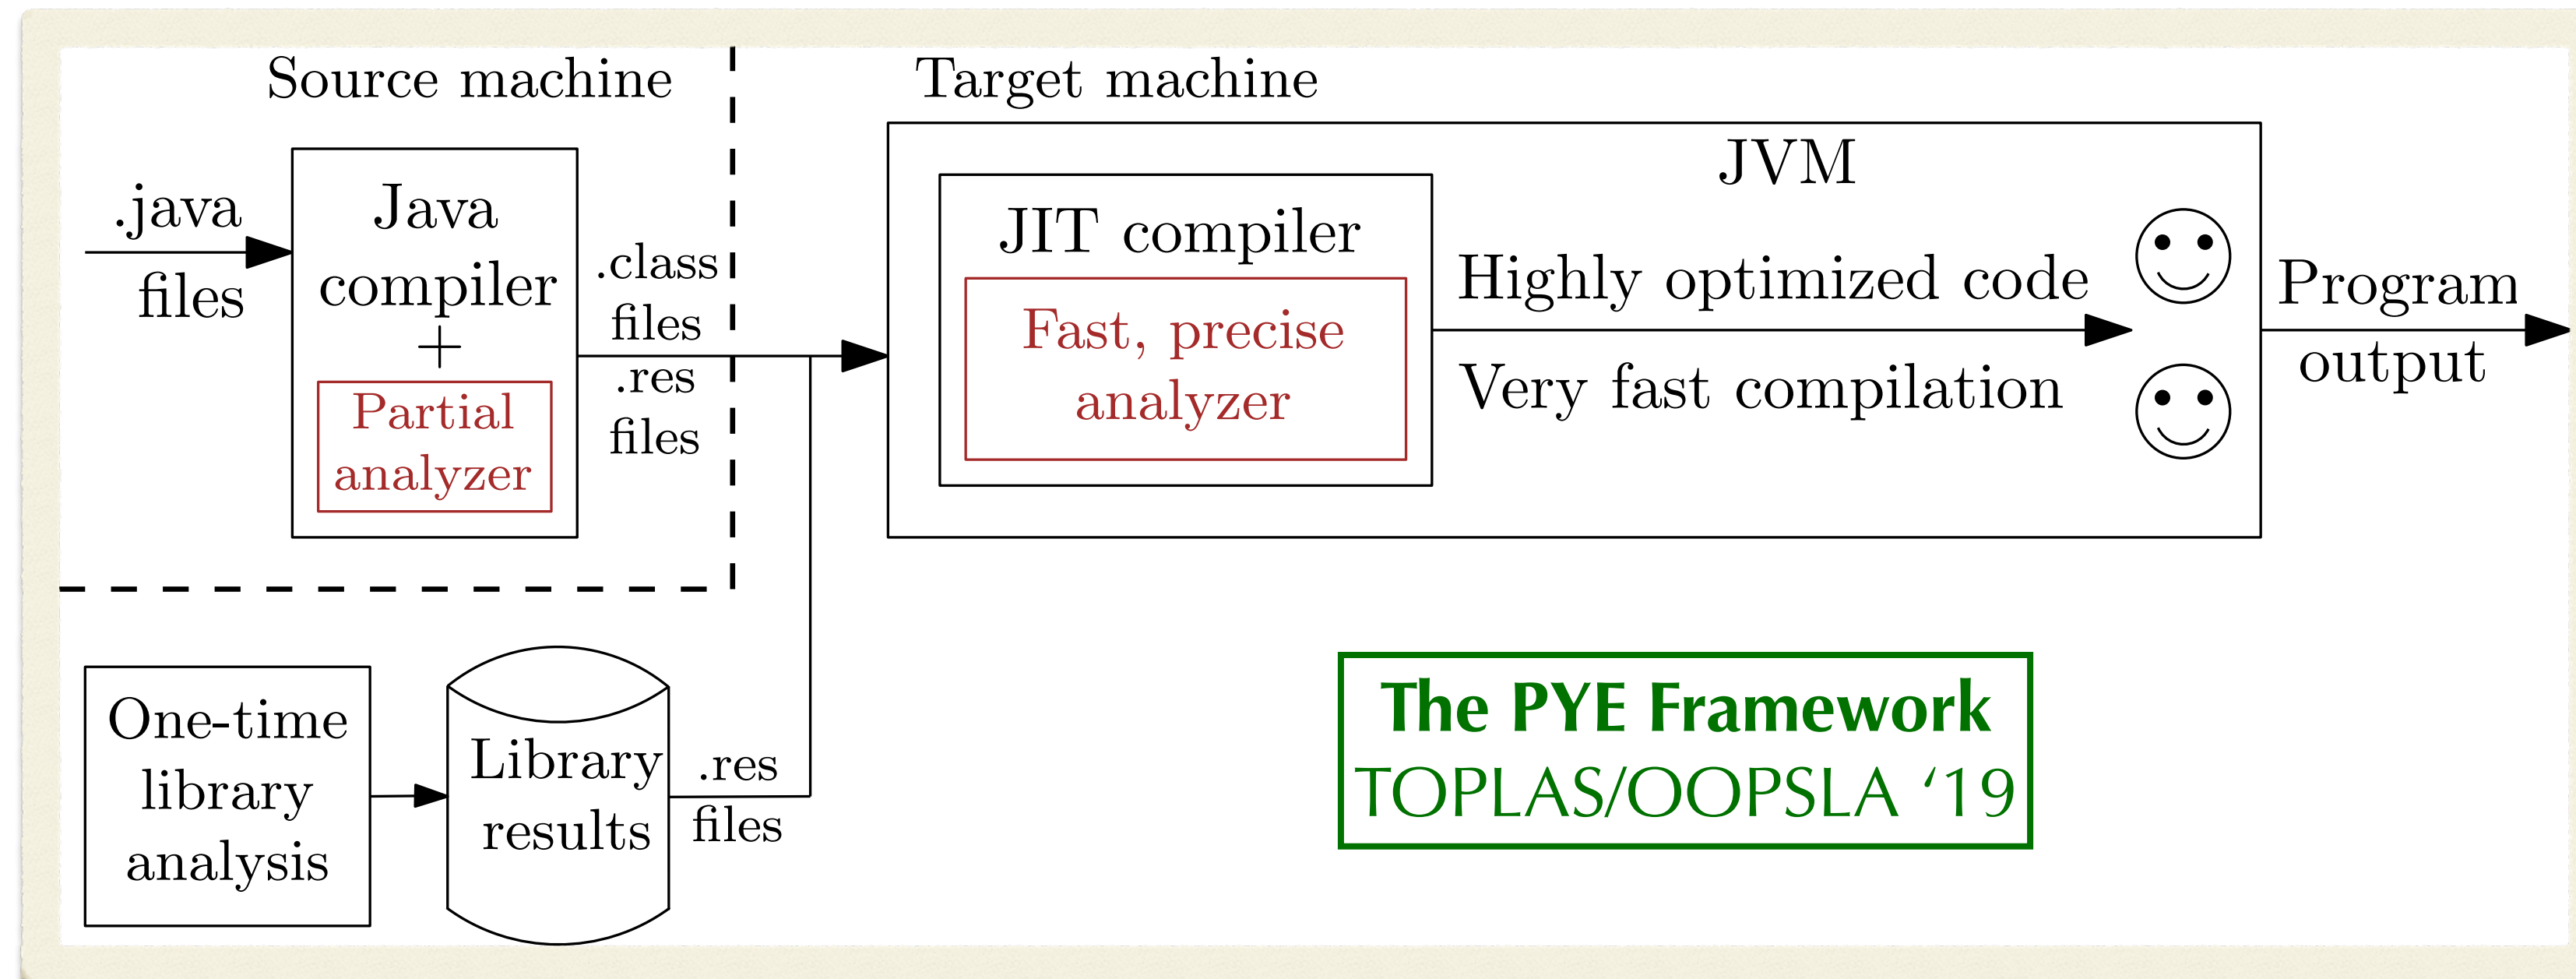 Source machine
Target machine
.java
files
Java
compiler
+
Partial
analyzer
.class
files
.res
files
JVM
JIT compiler
Fast, precise
analyzer
Highly optimized code
Very fast compilation
Program
output
One-time
library
analysis
Library
results
.res
files
The PYE Framework
TOPLAS/OOPSLA ‘19